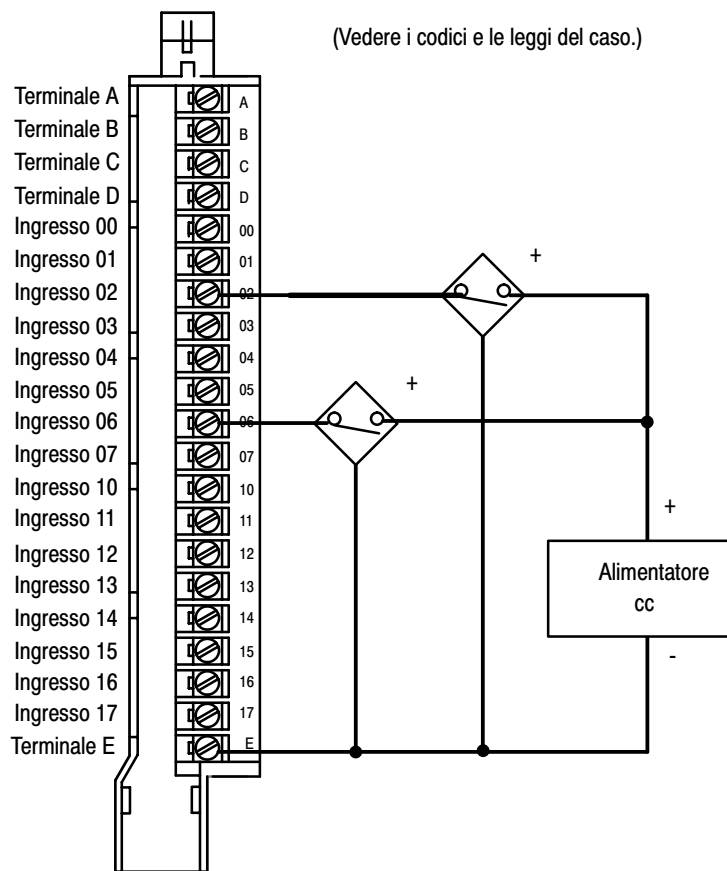 (Vedere i codici e le leggi del caso.)
Terminale A
A
Terminale B
B
Terminale C
C
Terminale D
D
Ingresso 00
00
Ingresso 01
01
+
Ingresso 02
02
Ingresso 03
03
Ingresso 04
04
Ingresso 05
05
+
Ingresso 06
06
Ingresso 07
07
Ingresso 10
10
+
Ingresso 11
11
Ingresso 12
12
Ingresso 13
13
Alimentatore
cc
Ingresso 14
14
Ingresso 15
15
-
Ingresso 16
16
Ingresso 17
17
Terminale E
E